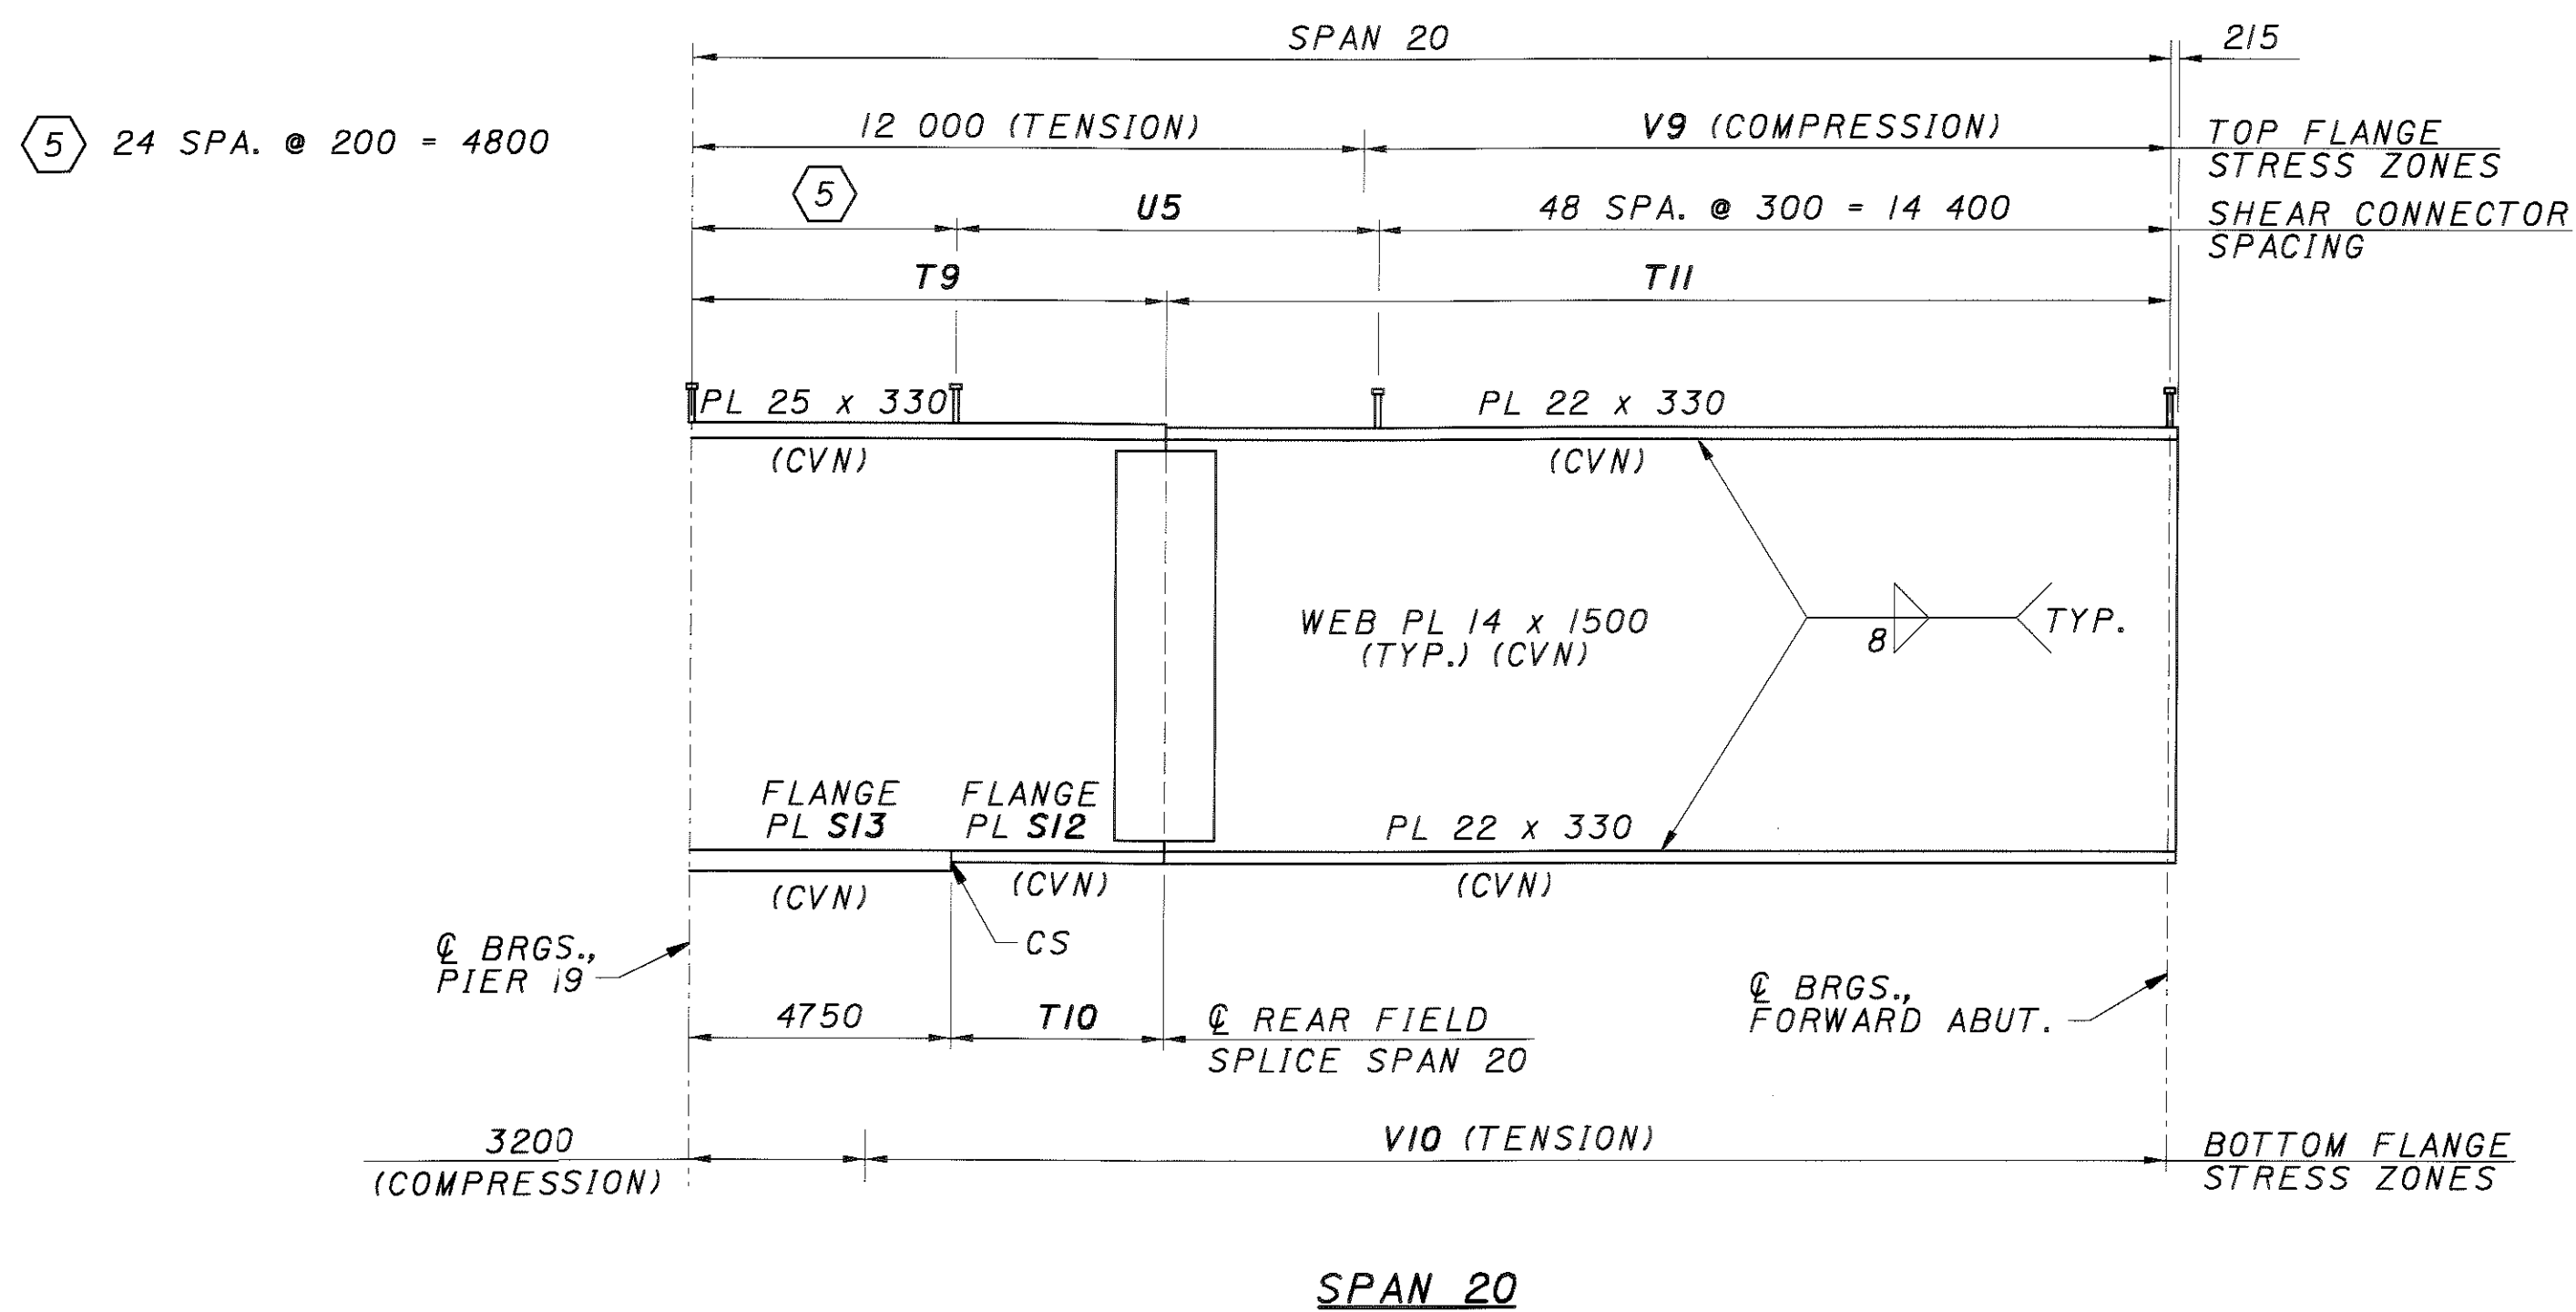 SPAN 20
215
5 24 SPA. @ 200 = 4800
12 000 (TENSION)
V9 (COMPRESSION)
TOP FLANGE
STRESS ZONES
5
U5
48 SPA. @ 300 = 14 400
SHEAR CONNECTOR
SPACING
T9
T11
PL 25 x 330
(CVN)
PL 22 x 330
(CVN)
WEB PL 14 x 1500
(TYP.) (CVN)
8
TYP.
FLANGE
PL S13
FLANGE
PL S12
PL 22 x 330
(CVN)
(CVN)
(CVN)
CS
℄ BRGS.,
PIER 19
4750
T10
℄ REAR FIELD
SPLICE SPAN 20
℄ BRGS.,
FORWARD ABUT.
3200
(COMPRESSION)
V10 (TENSION)
BOTTOM FLANGE
STRESS ZONES
SPAN 20